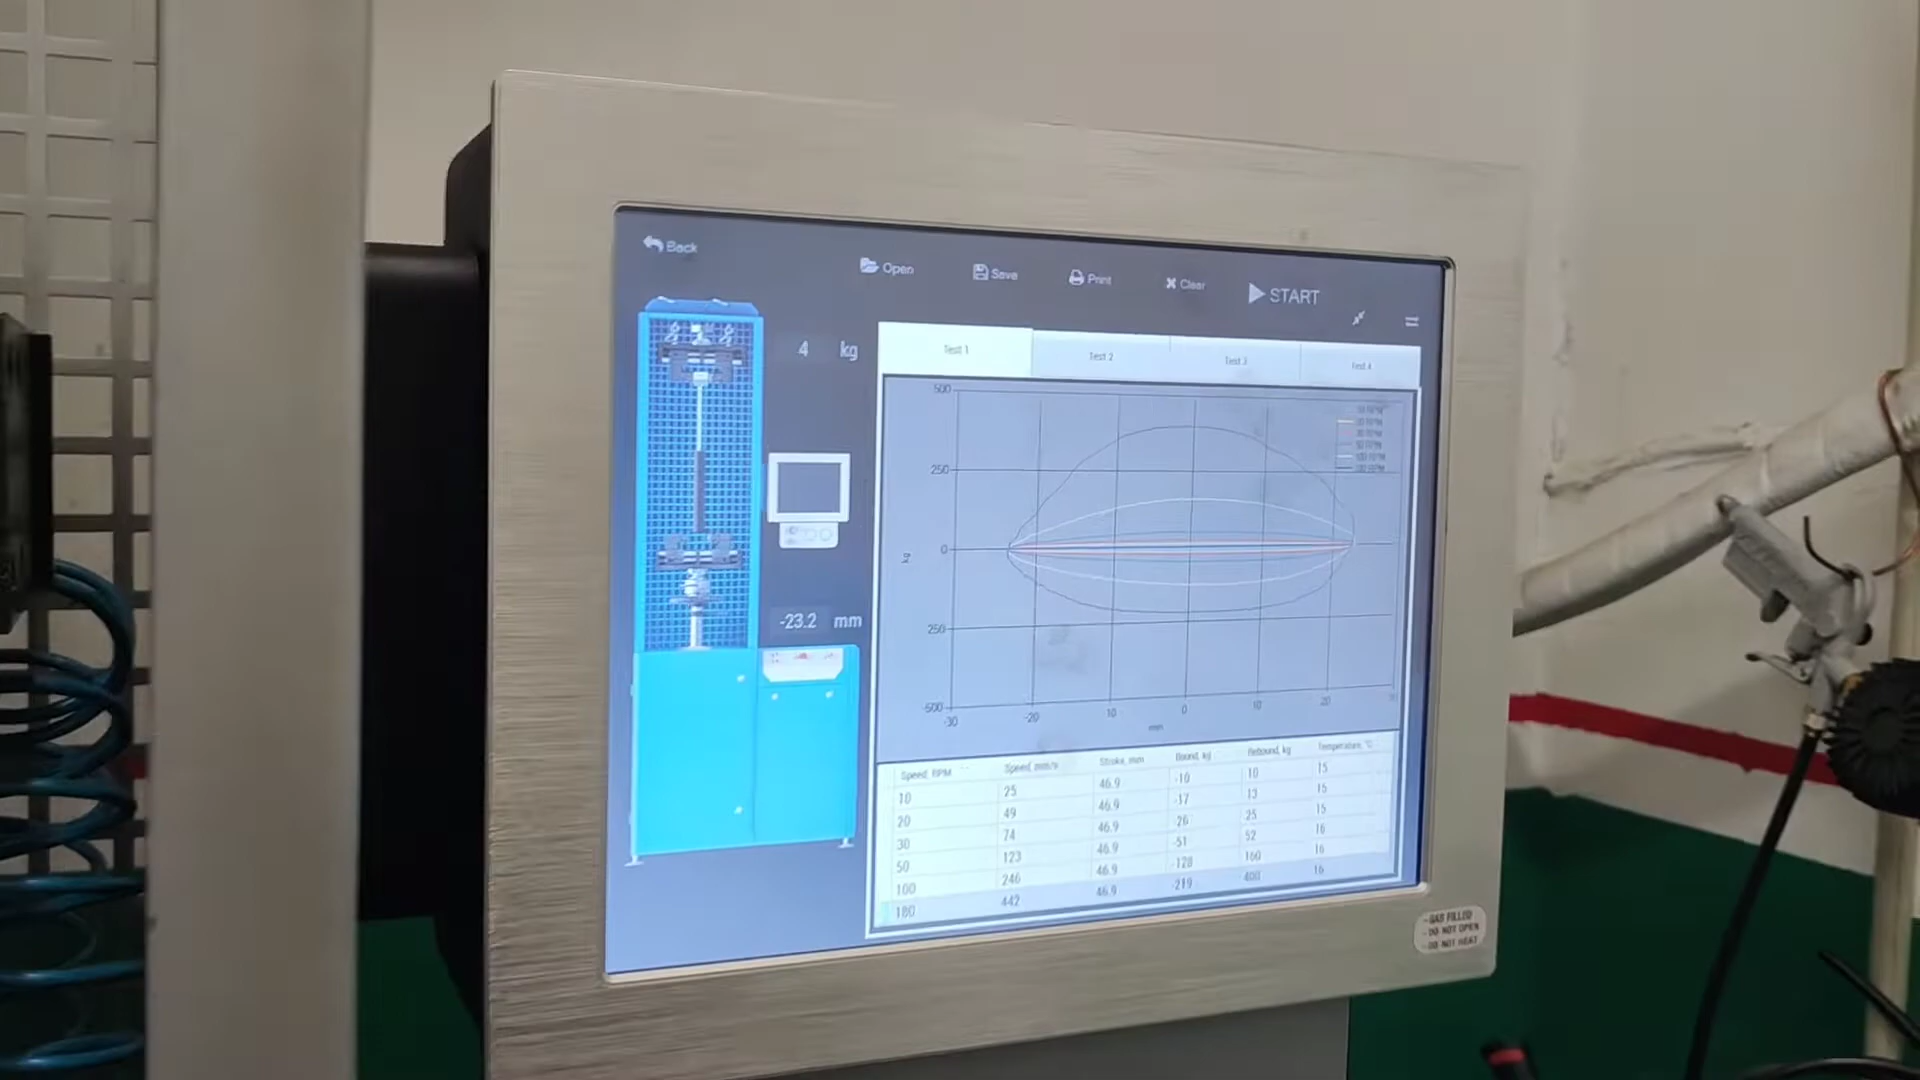 Back
Open
Save
Print
Clear
START
4 kg
-23.2 mm
Test 1
Test 2
Test 3
Test 4
500
250
0
250
-500
kg
-30
-20
10
0
10
20
mm
100 RPM
Speed, RPM Speed, mm/s Stroke, mm Bound, kg Rebound, kg Temperature, °C
10 25 46.9 -10 10 15
20 49 46.9 -17 13 15
30 74 46.9 -26 25 15
50 123 46.9 -51 52 16
100 246 46.9 -128 160 16
180 442 46.9 -219 400 16
- GAS FILLED
- DO NOT OPEN
- DO NOT HEAT